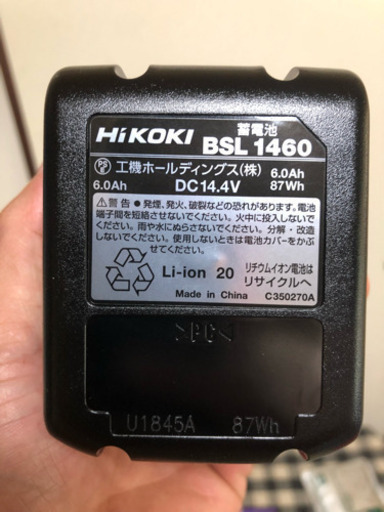 HiKOKI
蓄電池
BSL 1460
PS E 工機ホールディングス(株) 6.0Ah
6.0Ah DC14.4V 87Wh
警告 ● 発煙、発火、破裂などの恐れがあります。電池
端子間を短絡させないでください。火中に投入しない
でください。雨や水にぬらさないでください。分解・改造
しないでください。使用しないときは電池カバーをかぶ
せてください。
Li-ion 20 リチウムイオン電池は
リサイクルへ
Made in China C350270A
>PC<
U1845A 87Wh